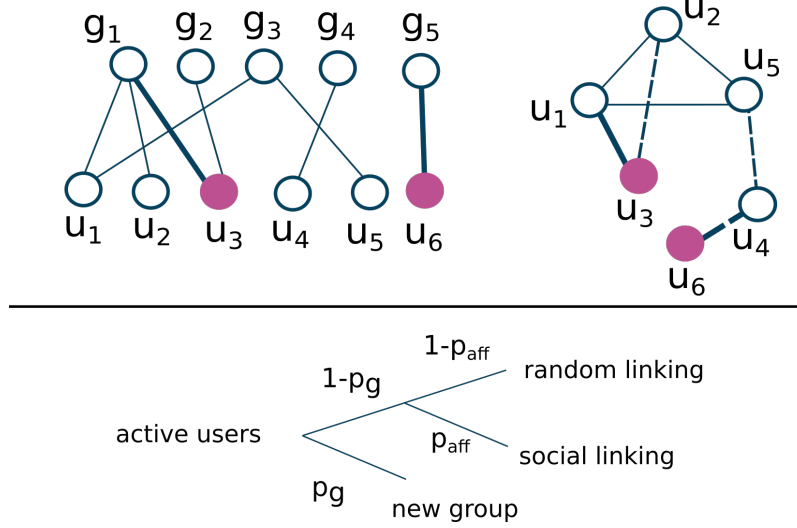 g1 g2 g3 g4 g5
u1 u2 u3 u4 u5 u6
u2
u5
u1
u3
u4
u6
1-paff
1-pg
random linking
active users
paff
social linking
pg
new group